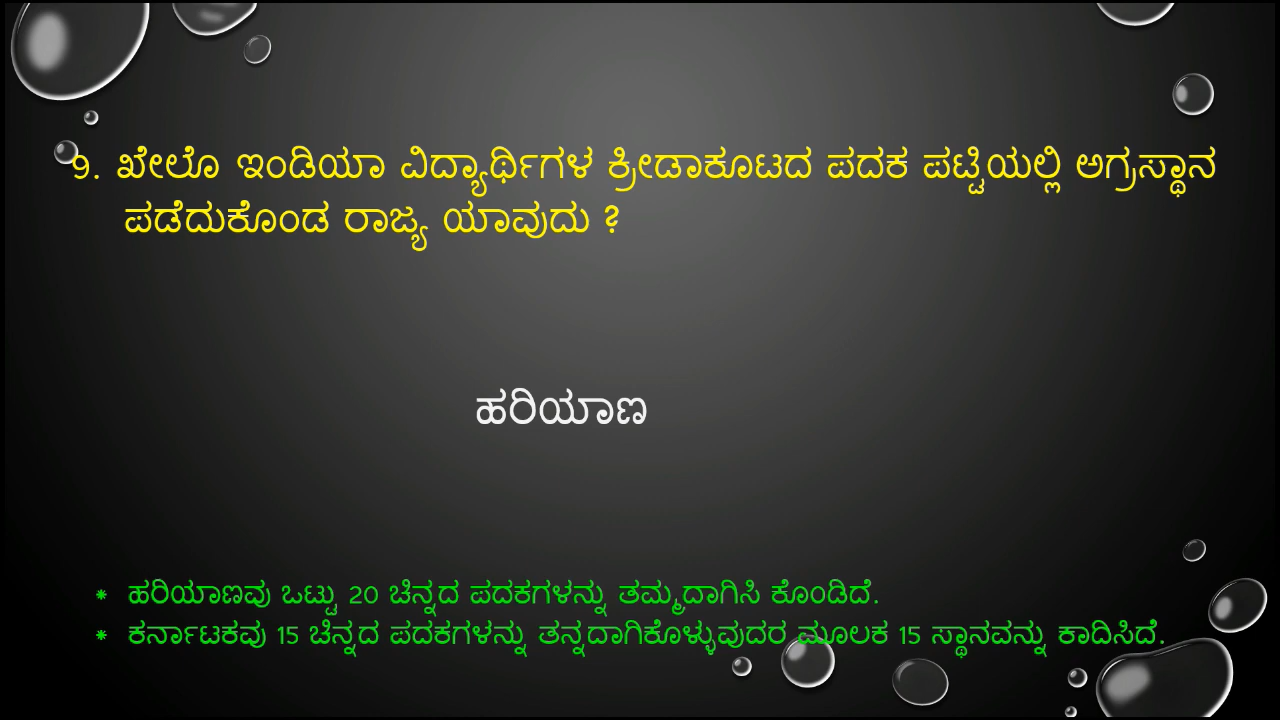 9. ಖೇಲೊ ಇಂಡಿಯಾ ವಿದ್ಯಾರ್ಥಿಗಳ ಕ್ರೀಡಾಕೂಟದ ಪದಕ ಪಟ್ಟಿಯಲ್ಲಿ ಅಗ್ರಸ್ಥಾನ
ಪಡೆದುಕೊಂಡ ರಾಜ್ಯ ಯಾವುದು ?
ಹರಿಯಾಣ
* ಹರಿಯಾಣವು ಒಟ್ಟು 20 ಚಿನ್ನದ ಪದಕಗಳನ್ನು ತಮ್ಮದಾಗಿಸಿ ಕೊಂಡಿದೆ.
* ಕರ್ನಾಟಕವು 15 ಚಿನ್ನದ ಪದಕಗಳನ್ನು ತನ್ನದಾಗಿಕೊಳ್ಳುವುದರ ಮೂಲಕ 15 ಸ್ಥಾನವನ್ನು ಕಾದಿಸಿದೆ.